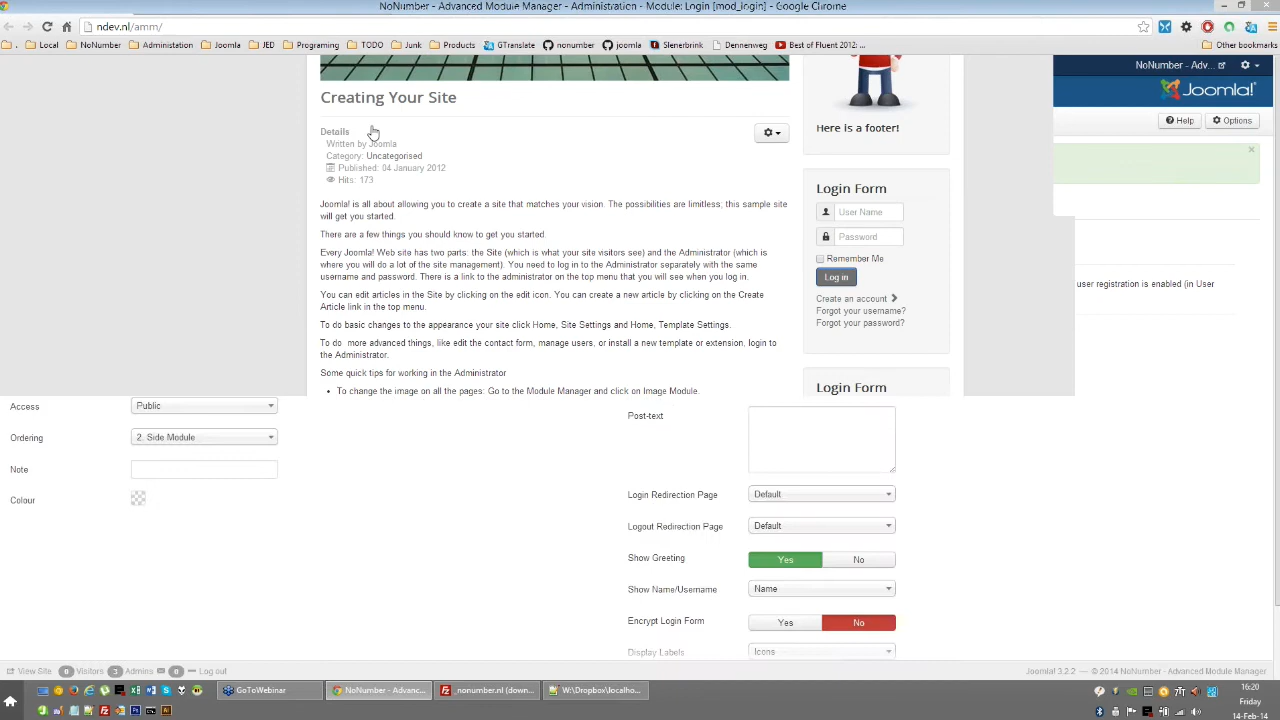 NoNumber - Advanced Module Manager - Administration - Module: Login [mod_login] - Google Chrome
ndev.nl/amm/
Local NoNumber Administation Joomla JED Programing TODO Junk Products GTranslate nonumber joomla Slenerbrink Dennenweg Best of Fluent 2012: ... Other bookmarks
NoNumber - Adv...
Joomla!
Help Options
Creating Your Site
Details
Written by Joomla
Category: Uncategorised
Published: 04 January 2012
Hits: 173
Joomla! is all about allowing you to create a site that matches your vision. The possibilities are limitless; this sample site
will get you started.
There are a few things you should know to get you started.
Every Joomla! Web site has two parts: the Site (which is what your site visitors see) and the Administrator (which is
where you will do a lot of the site management). You need to log in to the Administrator separately with the same
username and password. There is a link to the administrator on the top menu that you will see when you log in.
You can edit articles in the Site by clicking on the edit icon. You can create a new article by clicking on the Create
Article link in the top menu.
To do basic changes to the appearance your site click Home, Site Settings and Home, Template Settings.
To do more advanced things, like edit the contact form, manage users, or install a new template or extension, login to
the Administrator.
Some quick tips for working in the Administrator
• To change the image on all the pages: Go to the Module Manager and click on Image Module.
Here is a footer!
Login Form
User Name
Password
Remember Me
Log in
Create an account
Forgot your username?
Forgot your password?
Login Form
user registration is enabled (in User
Access Public
Ordering 2. Side Module
Note
Colour
Post-text
Login Redirection Page Default
Logout Redirection Page Default
Show Greeting Yes No
Show Name/Username Name
Encrypt Login Form Yes No
Display Labels Icons
View Site 0 Visitors 3 Admins 0 Log out
Joomla! 3.2.2 — © 2014 NoNumber - Advanced Module Manager
GoToWebinar
NoNumber - Advanc...
_nonumber.nl (down...
W:\Dropbox\localho...
16:20
Friday
14-Feb-14